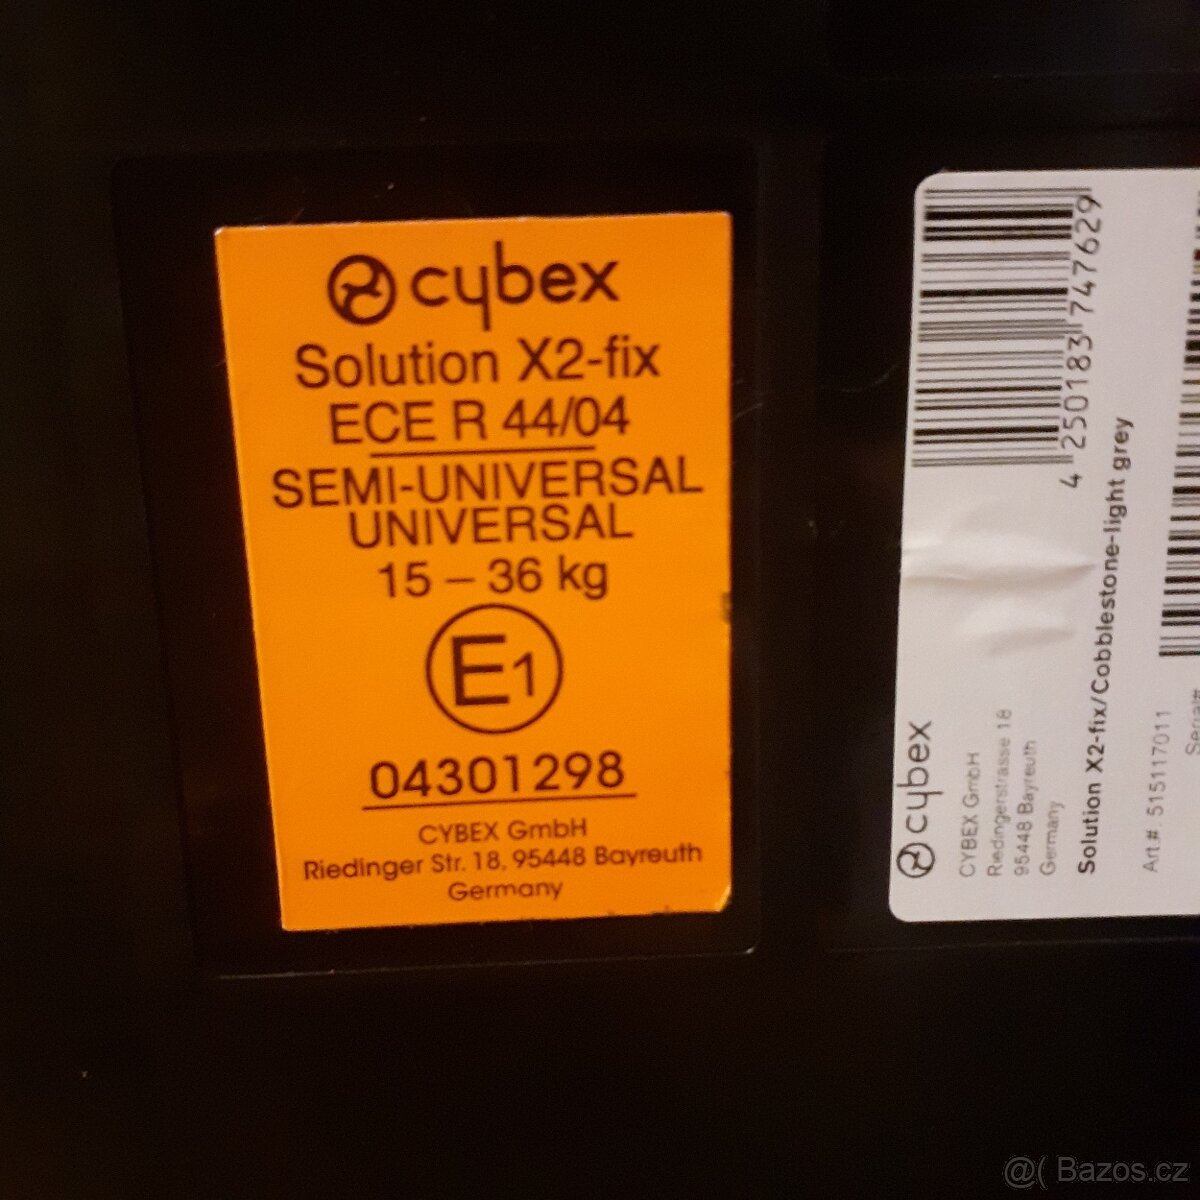 cybex
Solution X2-fix
ECE R 44/04
SEMI-UNIVERSAL
UNIVERSAL
15 – 36 kg
E1
04301298
CYBEX GmbH
Riedinger Str. 18, 95448 Bayreuth
Germany
cybex
CYBEX GmbH
Riedingerstrasse 18
95448 Bayreuth
Germany
Solution X2-fix/Cobblestone-light grey
4 250183 747629
Art.#. 515117011
@( Bazos.cz